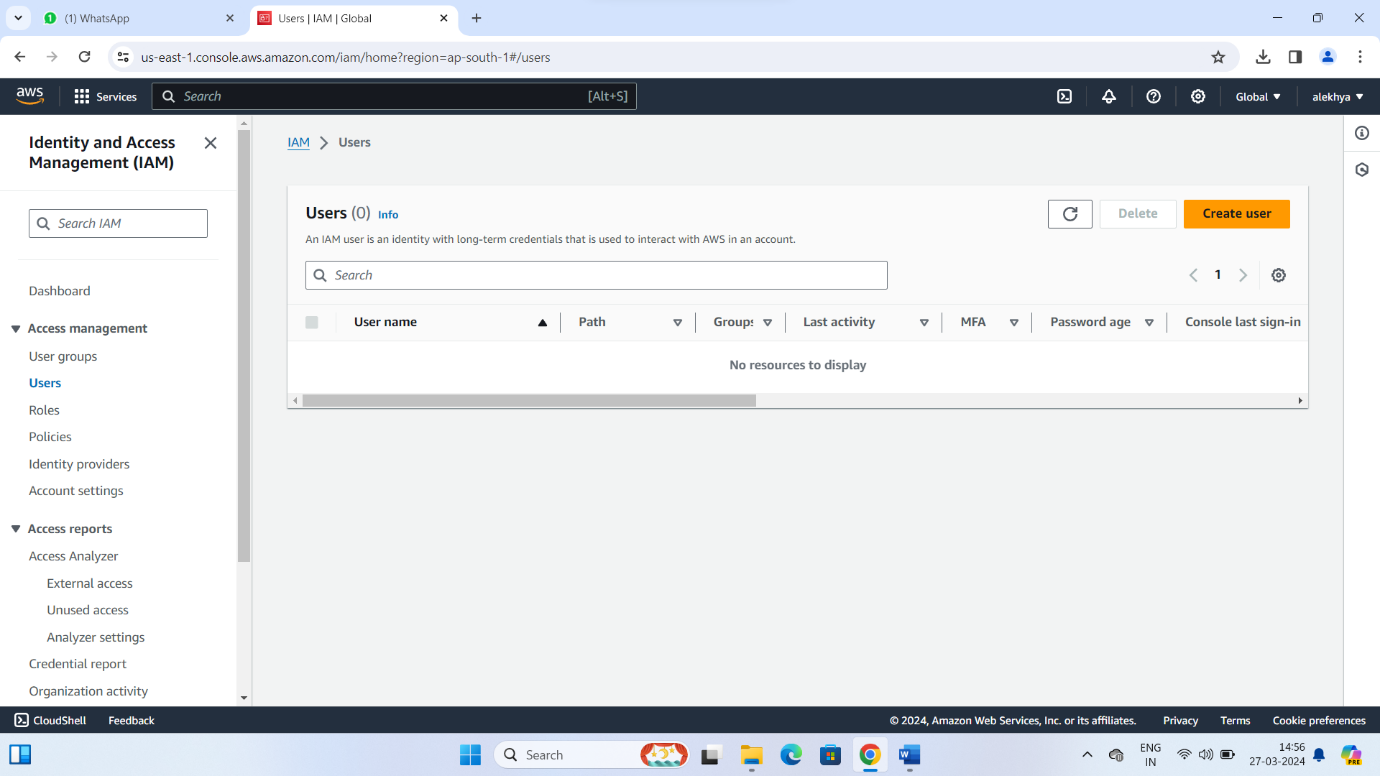 (1) WhatsApp
Users | IAM | Global
us-east-1.console.aws.amazon.com/iam/home?region=ap-south-1#/users
aws
Services
Search
[Alt+S]
Global
alekhya
Identity and Access
Management (IAM)
Search IAM
Dashboard
Access management
User groups
Users
Roles
Policies
Identity providers
Account settings
Access reports
Access Analyzer
External access
Unused access
Analyzer settings
Credential report
Organization activity
IAM
Users
Users (0) Info
Delete
Create user
An IAM user is an identity with long-term credentials that is used to interact with AWS in an account.
Search
1
User name
Path
Groups
Last activity
MFA
Password age
Console last sign-in
No resources to display
CloudShell
Feedback
© 2024, Amazon Web Services, Inc. or its affiliates.
Privacy
Terms
Cookie preferences
Search
ENG
IN
14:56
27-03-2024
PRE